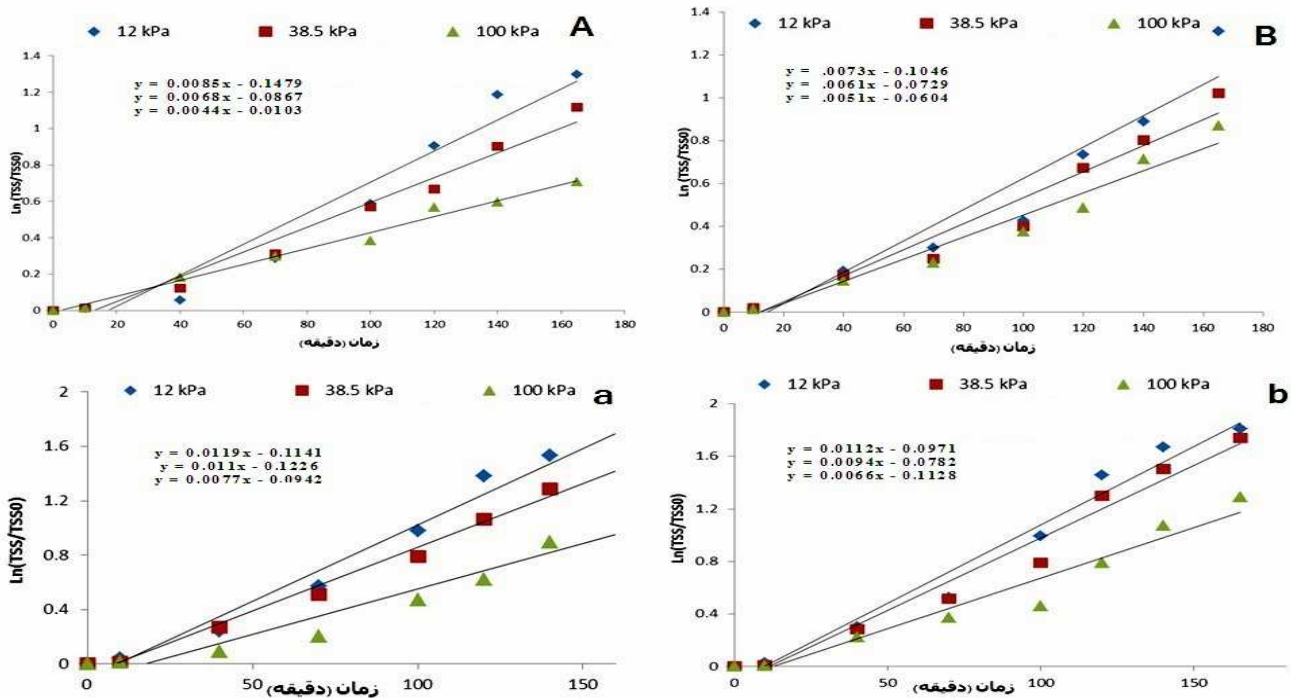 A
12 kPa 38.5 kPa 100 kPa
y = 0.0085x - 0.1479
y = 0.0068x - 0.0867
y = 0.0044x - 0.0103
Ln(TSS/TSS0)
1.4
1.2
1
0.8
0.6
0.4
0.2
0
0 20 40 60 80 100 120 140 160 180
زمان (دقیقه)
B
12 kPa 38.5 kPa 100 kPa
y = .0073x - 0.1046
y = .0061x - 0.0729
y = .0051x - 0.0604
Ln(TSS/TSS0)
1.4
1.2
1
0.8
0.6
0.4
0.2
0
0 20 40 60 80 100 120 140 160 180
زمان (دقیقه)
a
12 kPa 38.5 kPa 100 kPa
y = 0.0119x - 0.1141
y = 0.011x - 0.1226
y = 0.0077x - 0.0942
Ln(TSS/TSS0)
2
1.6
1.2
0.8
0.4
0
0 50 100 150
زمان (دقیقه)
b
12 kPa 38.5 kPa 100 kPa
y = 0.0112x - 0.0971
y = 0.0094x - 0.0782
y = 0.0066x - 0.1128
Ln(TSS/TSS0)
2
1.6
1.2
0.8
0.4
0
0 50 100 150
زمان (دقیقه)